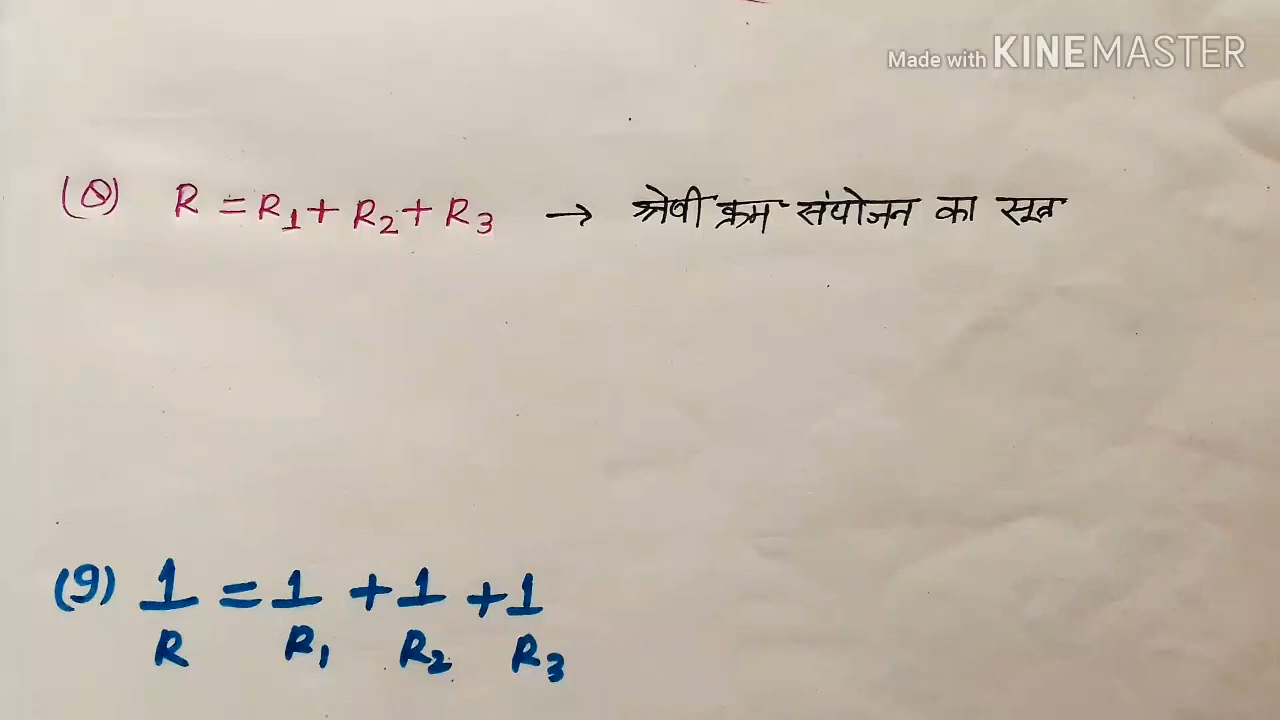 Made with KINEMASTER
(8) R = R₁ + R₂ + R₃ → श्रेणी क्रम संयोजन का सूत्र
(9) 1/R = 1/R₁ + 1/R₂ + 1/R₃